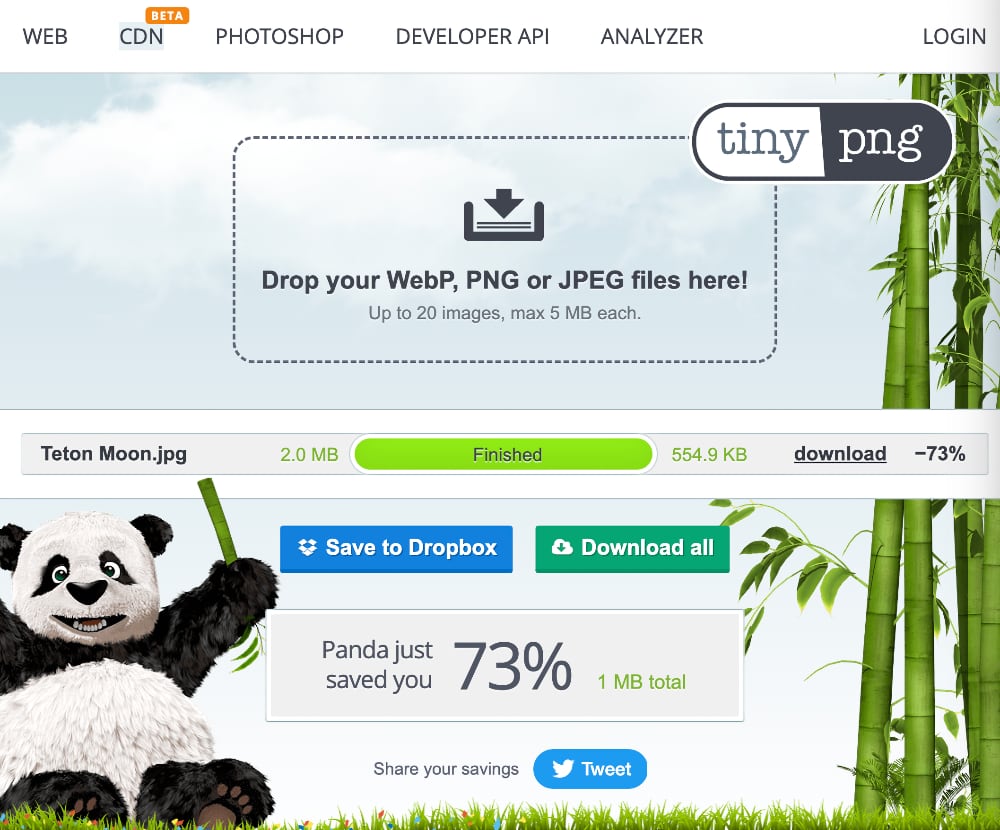 BETA
WEB CDN PHOTOSHOP DEVELOPER API ANALYZER LOGIN
tiny png
Drop your WebP, PNG or JPEG files here!
Up to 20 images, max 5 MB each.
Teton Moon.jpg 2.0 MB Finished 554.9 KB download −73%
Save to Dropbox Download all
Panda just
saved you 73% 1 MB total
Share your savings Tweet